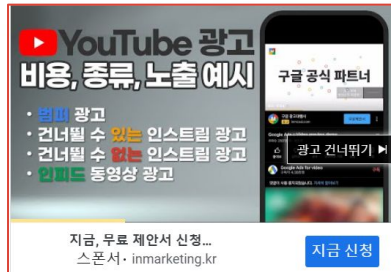 YouTube 광고
비용, 종류, 노출 예시
· 범퍼 광고
· 건너뛸 수 있는 인스트림 광고
· 건너뛸 수 없는 인스트림 광고
· 인피드 동영상 광고
구글 공식 파트너
광고 건너뛰기
지금, 무료 제안서 신청...
스폰서 · inmarketing.kr
지금 신청